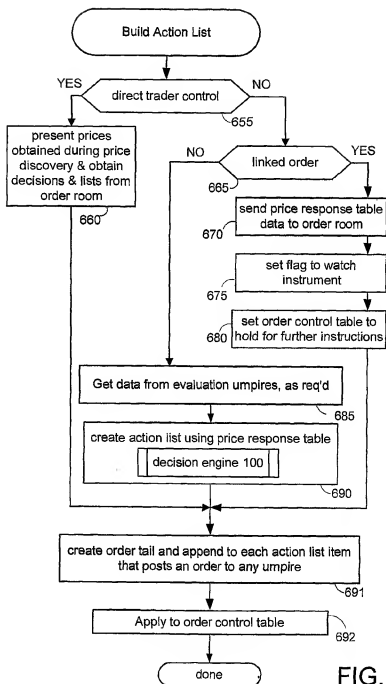 Build Action List
YES
direct trader control
NO
655
present prices
obtained during price
discovery & obtain
decisions & lists from
order room
660
NO
linked order
YES
665
send price response table
data to order room
670
set flag to watch
instrument
675
set order control table to
hold for further instructions
680
Get data from evaluation umpires, as req'd
685
create action list using price response table
decision engine 100
690
create order tail and append to each action list item
that posts an order to any umpire
691
Apply to order control table
692
done
FIG.